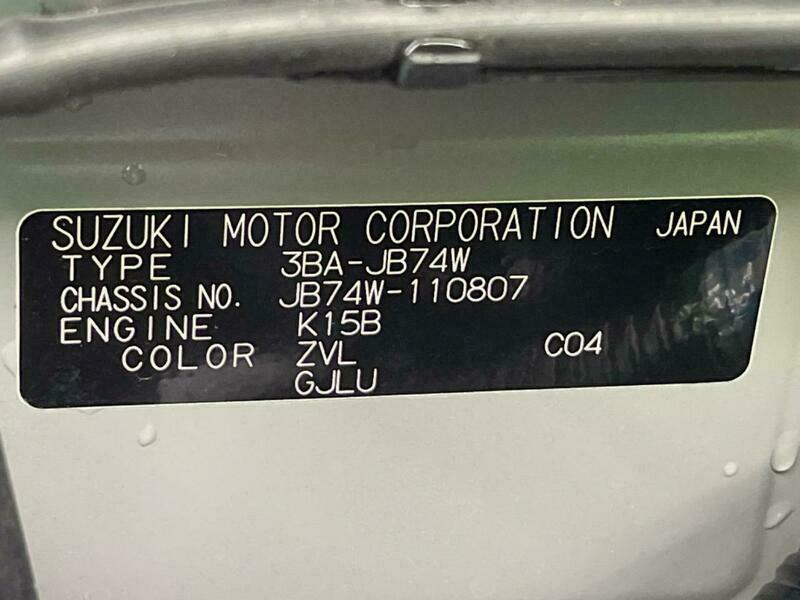 SUZUKI MOTOR CORPORATION JAPAN
TYPE 3BA-JB74W
CHASSIS NO. JB74W-110807
ENGINE K15B
COLOR ZVL C04
GJLU